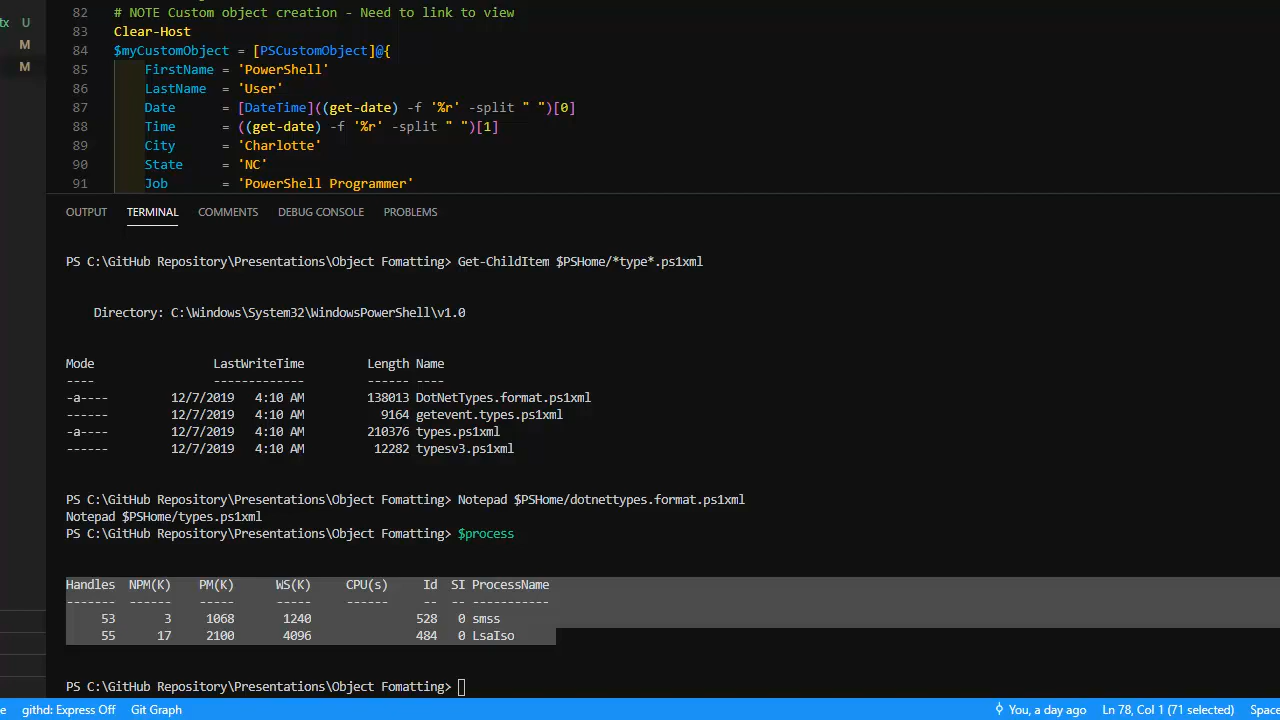 tx U
M
M
82 # NOTE Custom object creation - Need to link to view
83 Clear-Host
84 $myCustomObject = [PSCustomObject]@{
85 FirstName = 'PowerShell'
86 LastName = 'User'
87 Date = [DateTime]((get-date) -f '%r' -split " ")[0]
88 Time = ((get-date) -f '%r' -split " ")[1]
89 City = 'Charlotte'
90 State = 'NC'
91 Job = 'PowerShell Programmer'
OUTPUT TERMINAL COMMENTS DEBUG CONSOLE PROBLEMS
PS C:\GitHub Repository\Presentations\Object Fomatting> Get-ChildItem $PSHome/*type*.ps1xml
Directory: C:\Windows\System32\WindowsPowerShell\v1.0
Mode LastWriteTime Length Name
---- ------------- ------ ----
-a---- 12/7/2019 4:10 AM 138013 DotNetTypes.format.ps1xml
------ 12/7/2019 4:10 AM 9164 getevent.types.ps1xml
-a---- 12/7/2019 4:10 AM 210376 types.ps1xml
------ 12/7/2019 4:10 AM 12282 typesv3.ps1xml
PS C:\GitHub Repository\Presentations\Object Fomatting> Notepad $PSHome/dotnettypes.format.ps1xml
Notepad $PSHome/types.ps1xml
PS C:\GitHub Repository\Presentations\Object Fomatting> $process
Handles NPM(K) PM(K) WS(K) CPU(s) Id SI ProcessName
------- ------ ----- ----- ------ -- -- -----------
53 3 1068 1240 528 0 smss
55 17 2100 4096 484 0 LsaIso
PS C:\GitHub Repository\Presentations\Object Fomatting>
e githd: Express Off Git Graph You, a day ago Ln 78, Col 1 (71 selected) Space